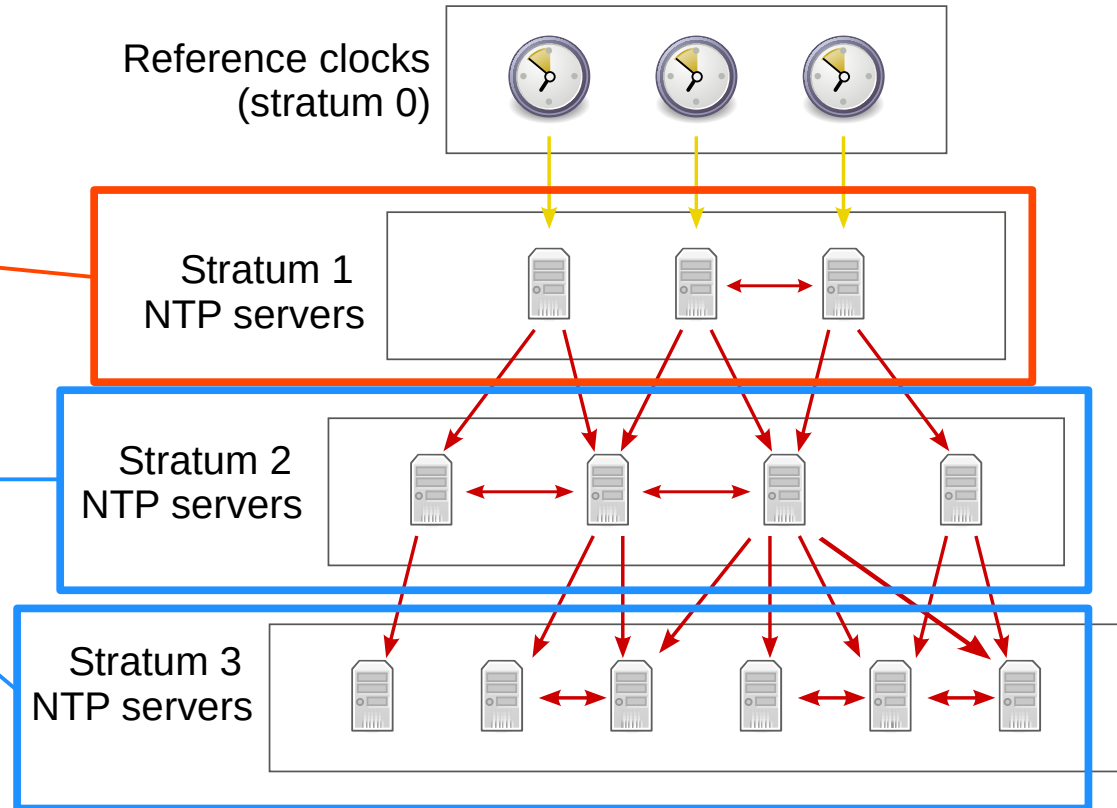 Reference clocks
(stratum 0)
Stratum 1
NTP servers
Stratum 2
NTP servers
Stratum 3
NTP servers